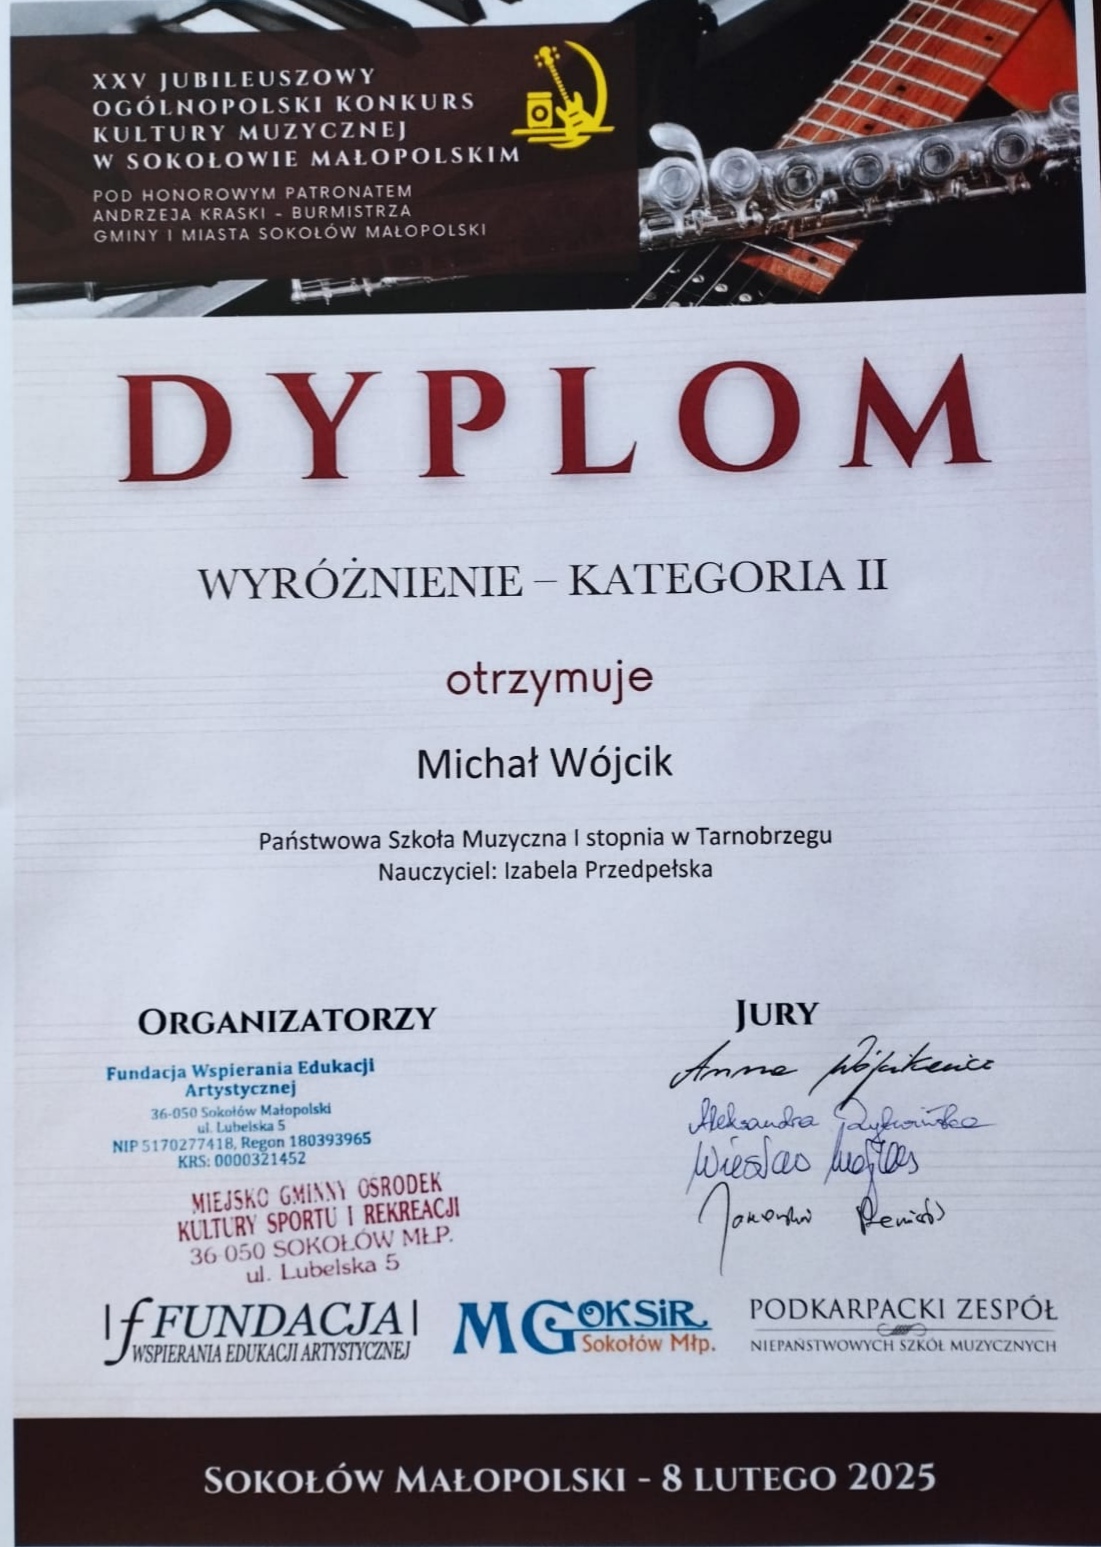 XXV JUBILEUSZOWY
OGÓLNOPOLSKI KONKURS
KULTURY MUZYCZNEJ
W SOKOŁOWIE MAŁOPOLSKIM
POD HONOROWYM PATRONATEM
ANDRZEJA KRASKI - BURMISTRZA
GMINY I MIASTA SOKOŁÓW MAŁOPOLSKI
DYPLOM
WYRÓŻNIENIE – KATEGORIA II
otrzymuje
Michał Wójcik
Państwowa Szkoła Muzyczna I stopnia w Tarnobrzegu
Nauczyciel: Izabela Przedpełska
ORGANIZATORZY
Fundacja Wspierania Edukacji
Artystycznej
36-050 Sokołów Małopolski
ul. Lubelska 5
NIP 5170277418, Regon 180393965
KRS: 0000321452
MIEJSKO GMINNY OŚRODEK
KULTURY SPORTU I REKREACJI
36-050 SOKOŁÓW MŁP.
ul. Lubelska 5
JURY
Anna
Aleksandra
Wiesław
FUNDACJA
WSPIERANIA EDUKACJI ARTYSTYCZNEJ
MGOKSiR
Sokołów Młp.
PODKARPACKI ZESPÓŁ
NIEPAŃSTWOWYCH SZKÓŁ MUZYCZNYCH
SOKOŁÓW MAŁOPOLSKI - 8 LUTEGO 2025